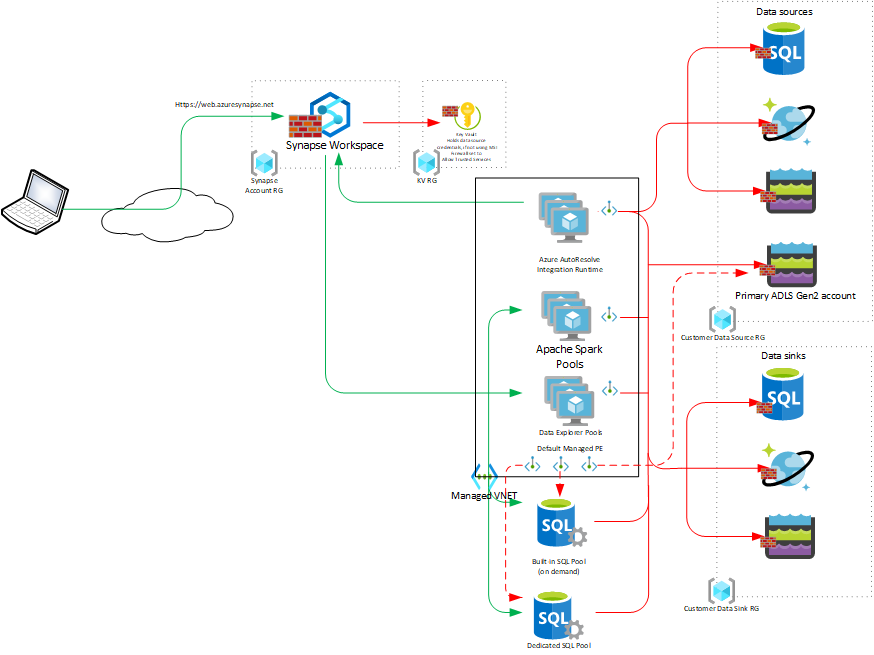 Data sources
SQL
Https://web.azuresynapse.net
Synapse Workspace
Key Vault
Holds data source
credentials, if not using MSI
Firewall set to
Allow Trusted Services
Synapse
Account RG
KV RG
Azure AutoResolve
Integration Runtime
Primary ADLS Gen2 account
Customer Data Source RG
Apache Spark
Pools
Data sinks
SQL
Data Explorer Pools
Default Managed PE
Managed VNET
SQL
Built in SQL Pool
(on demand)
Customer Data Sink RG
SQL
Dedicated SQL Pool